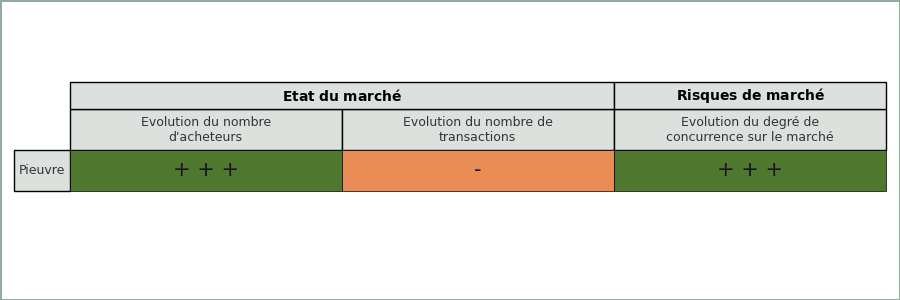 Etat du marché
Risques de marché
Evolution du nombre
d'acheteurs
Evolution du nombre de
transactions
Evolution du degré de
concurrence sur le marché
Pieuvre
+ + +
-
+ + +